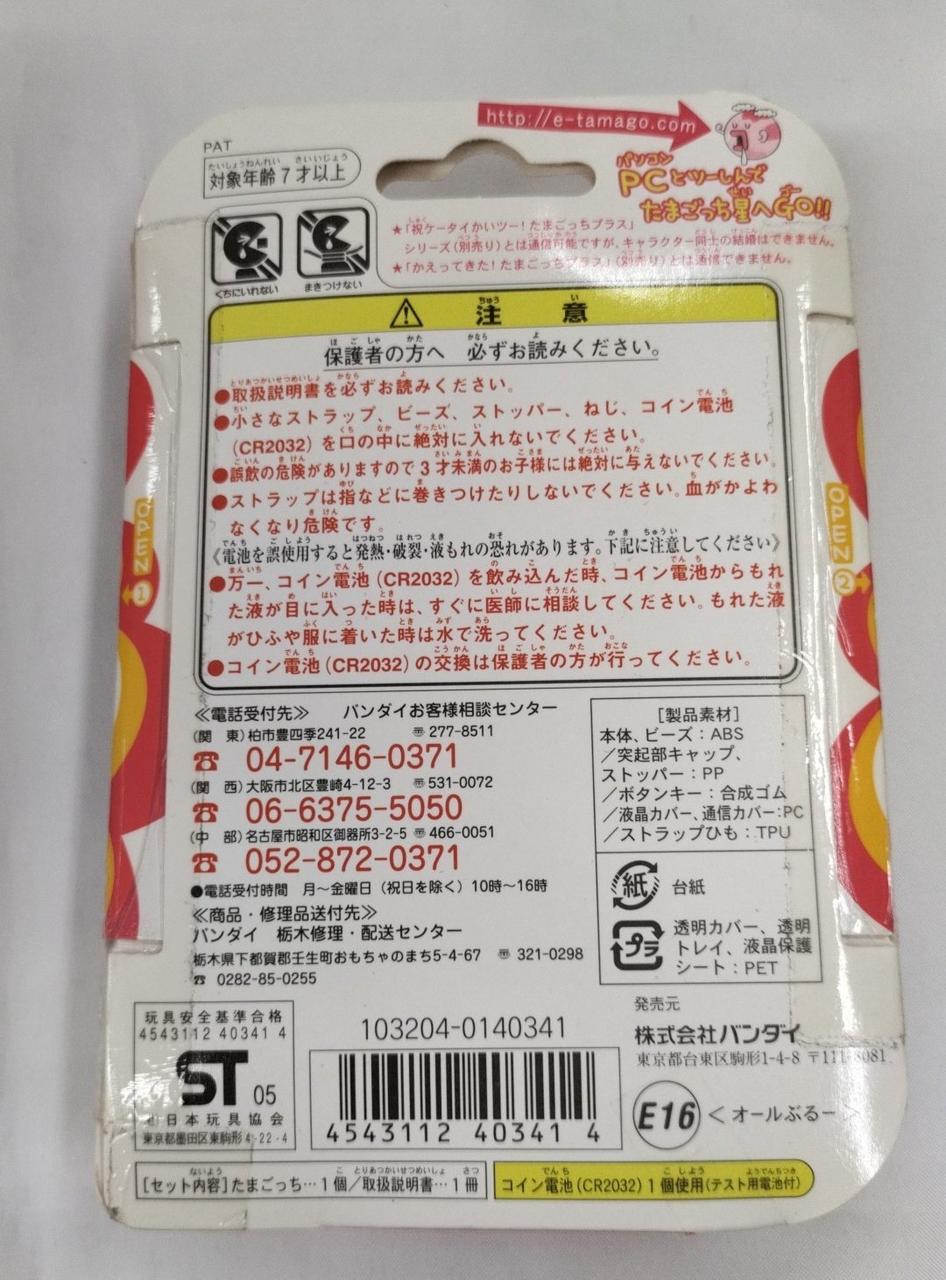 http://e-tamago.com
PAT
対象年齢7才以上
くちにいれない
まきつけない
PCとツーしんで
たまごっち星へGO!!
★「祝ケータイかいツー!たまごっちプラス」
シリーズ(別売り)とは通信可能ですが、キャラクター同士の結婚はできません。
★「かえってきた!たまごっちプラス」(別売り)とは通信できません。
⚠ 注 意
保護者の方へ 必ずお読みください。
●取扱説明書を必ずお読みください。
●小さなストラップ、ビーズ、ストッパー、ねじ、コイン電池
(CR2032)を口の中に絶対に入れないでください。
●誤飲の危険がありますので3才未満のお子様には絶対に与えないでください。
●ストラップは指などに巻きつけたりしないでください。血がかよわ
なくなり危険です。
《電池を誤使用すると発熱・破裂・液もれの恐れがあります。下記に注意してください》
●万一、コイン電池(CR2032)を飲み込んだ時、コイン電池からもれ
た液が目に入った時は、すぐに医師に相談してください。もれた液
がひふや服に着いた時は水で洗ってください。
●コイン電池(CR2032)の交換は保護者の方が行ってください。
OPEN
1
OPEN
2
≪電話受付先≫ バンダイお客様相談センター
(関 東)柏市豊四季241-22 〠277-8511
☎ 04-7146-0371
(関 西)大阪市北区豊崎4-12-3 〠531-0072
☎ 06-6375-5050
(中 部)名古屋市昭和区御器所3-2-5 〠466-0051
☎ 052-872-0371
●電話受付時間 月〜金曜日(祝日を除く)10時〜16時
≪商品・修理品送付先≫
バンダイ 栃木修理・配送センター
栃木県下都賀郡壬生町おもちゃのまち5-4-67 〠321-0298
☎ 0282-85-0255
[製品素材]
本体、ビーズ:ABS
/突起部キャップ、
ストッパー:PP
/ボタンキー:合成ゴム
/液晶カバー、通信カバー:PC
/ストラップひも:TPU
紙 台紙
プラ 透明カバー、透明
トレイ、液晶保護
シート:PET
玩具安全基準合格
4543112 40341 4
ST 05
日本玩具協会
東京都墨田区東駒形4-22-4
103204-0140341
4543112 40341 4
発売元
株式会社バンダイ
東京都台東区駒形1-4-8 〒111-8081
E16 <オールぶるー>
[セット内容]たまごっち…1個/取扱説明書…1冊
コイン電池(CR2032)1個使用(テスト用電池付)